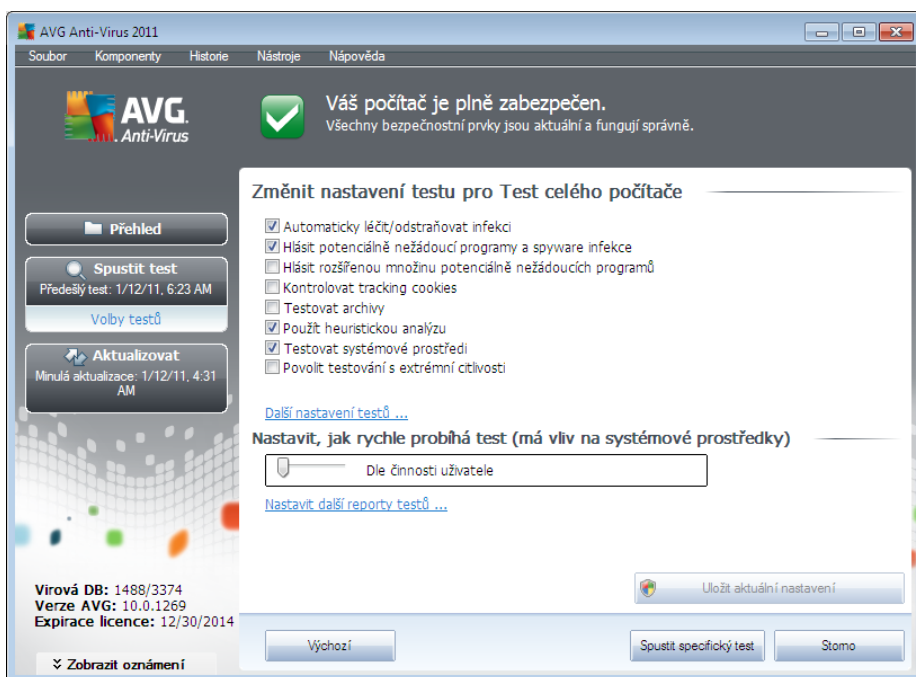 AVG Anti-Virus 2011
Soubor Komponenty Historie Nástroje Nápověda
AVG.
Anti-Virus
Váš počítač je plně zabezpečen.
Všechny bezpečnostní prvky jsou aktuální a fungují správně.
Přehled
Spustit test
Předešlý test: 1/12/11, 6:23 AM
Volby testů
Aktualizovat
Minulá aktualizace: 1/12/11, 4:31
AM
Virová DB: 1488/3374
Verze AVG: 10.0.1269
Expirace licence: 12/30/2014
Zobrazit oznámení
Změnit nastavení testu pro Test celého počítače
Automaticky léčit/odstraňovat infekci
Hlásit potenciálně nežádoucí programy a spyware infekce
Hlásit rozšířenou množinu potenciálně nežádoucích programů
Kontrolovat tracking cookies
Testovat archivy
Použít heuristickou analýzu
Testovat systémové prostředi
Povolit testování s extrémní citlivosti
Další nastavení testů ...
Nastavit, jak rychle probíhá test (má vliv na systémové prostředky)
Dle činnosti uživatele
Nastavit další reporty testů ...
Uložit aktuální nastavení
Výchozí
Spustit specifický test
Storno